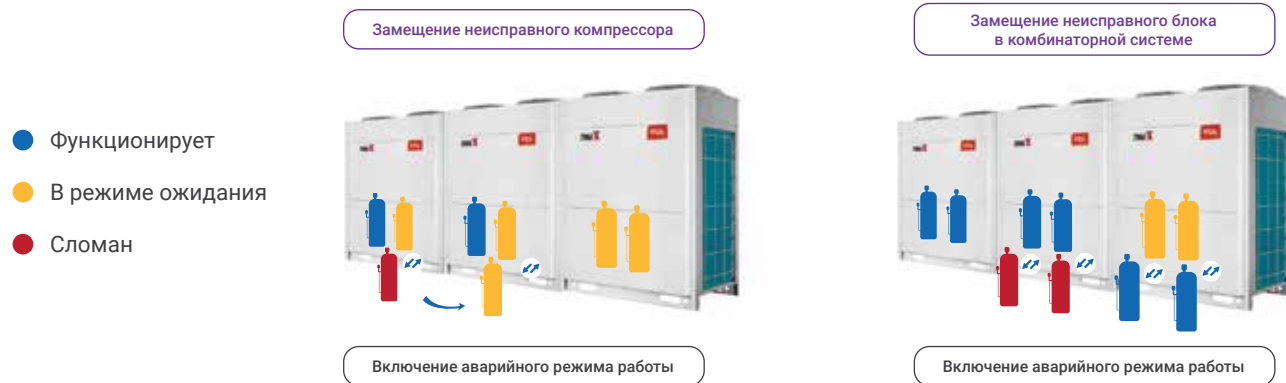 Замещение неисправного компрессора
Замещение неисправного блока
в комбинаторной системе
Функционирует
В режиме ожидания
Сломан
Включение аварийного режима работы
Включение аварийного режима работы